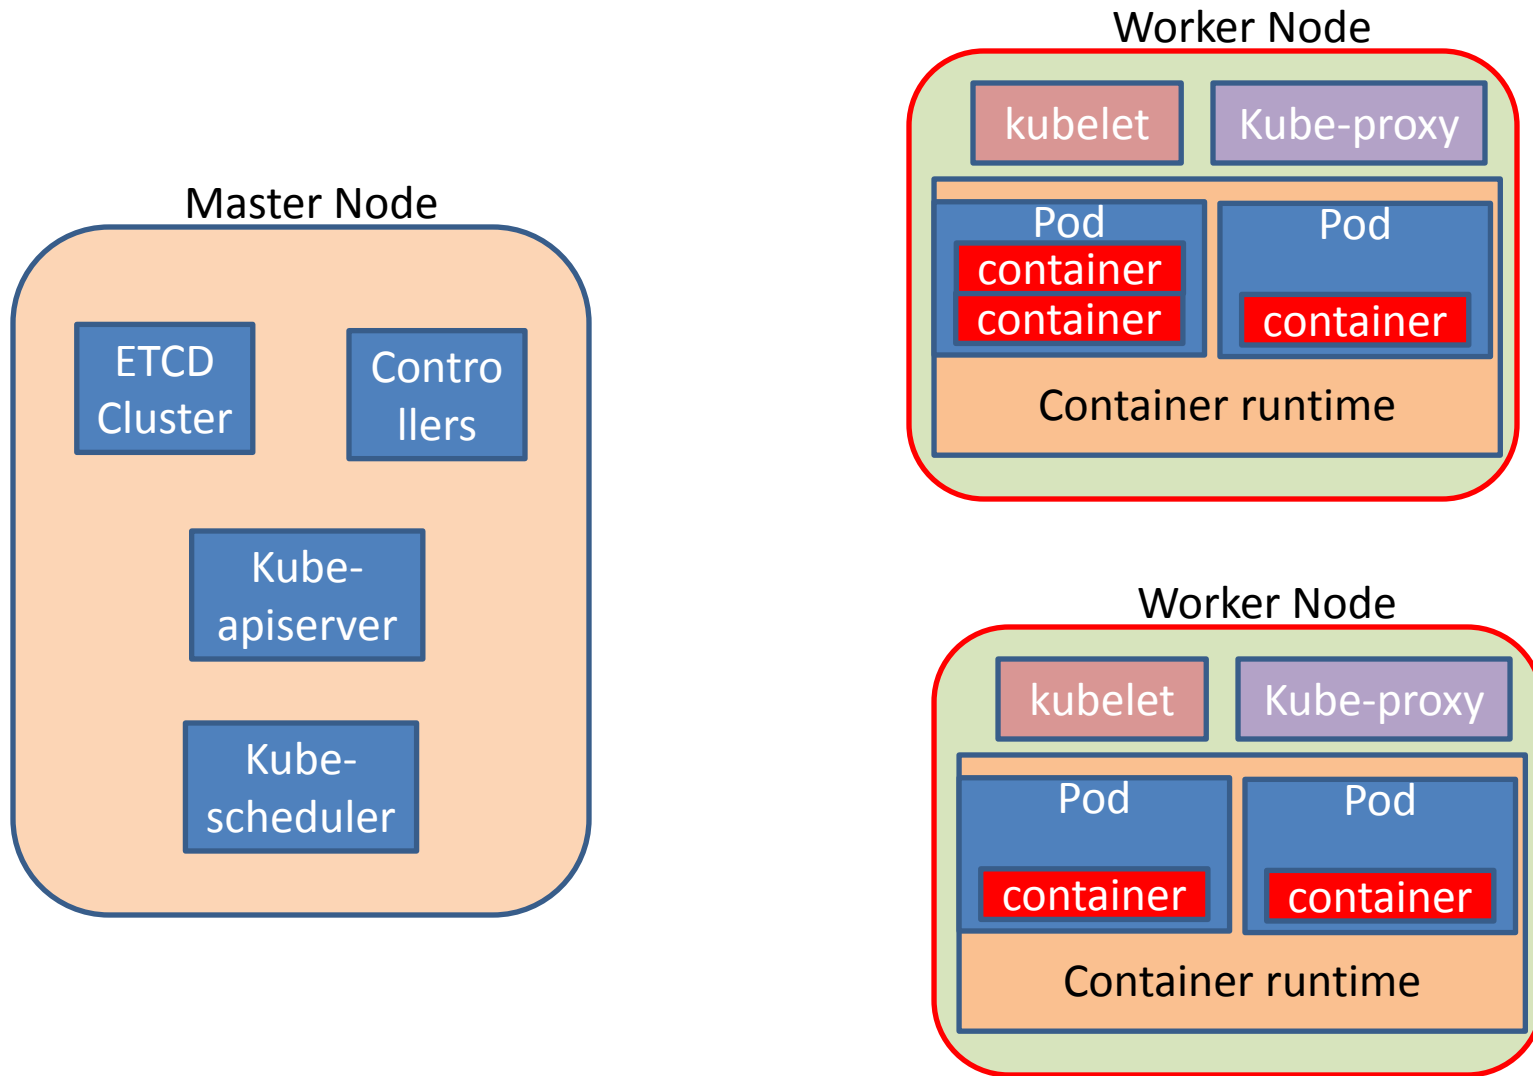 Master Node
ETCD
Cluster
Contro
llers
Kube-
apiserver
Kube-
scheduler
Worker Node
kubelet
Kube-proxy
Pod
container
container
Pod
container
Container runtime
Worker Node
kubelet
Kube-proxy
Pod
container
Pod
container
Container runtime